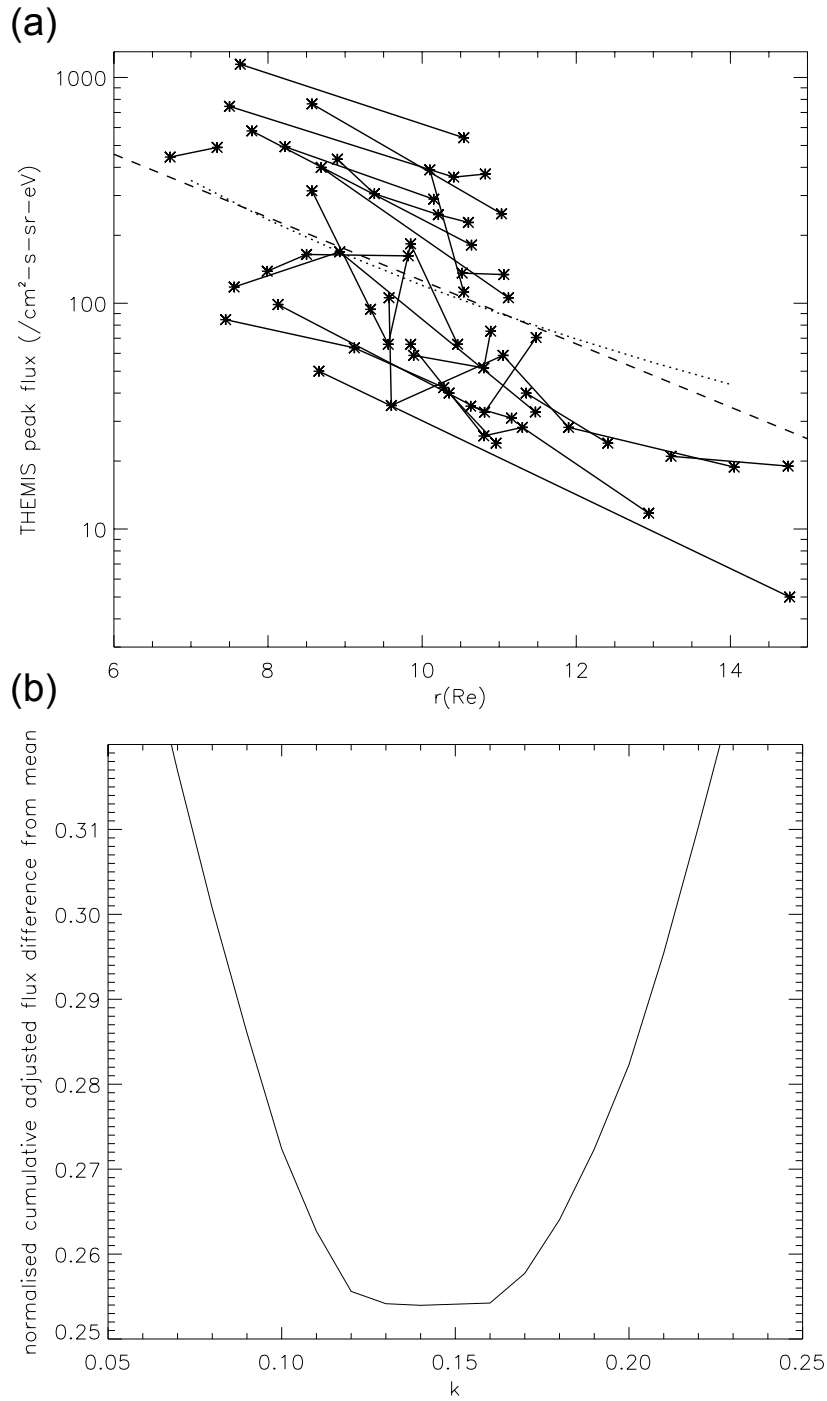 (a)
1000
100
10
THEMIS peak flux (/cm²−s−sr−eV)
6 8 10 12 14
r(Re)
(b)
0.31
0.30
0.29
0.28
0.27
0.26
0.25
normalised cumulative adjusted flux difference from mean
0.05 0.10 0.15 0.20 0.25
k